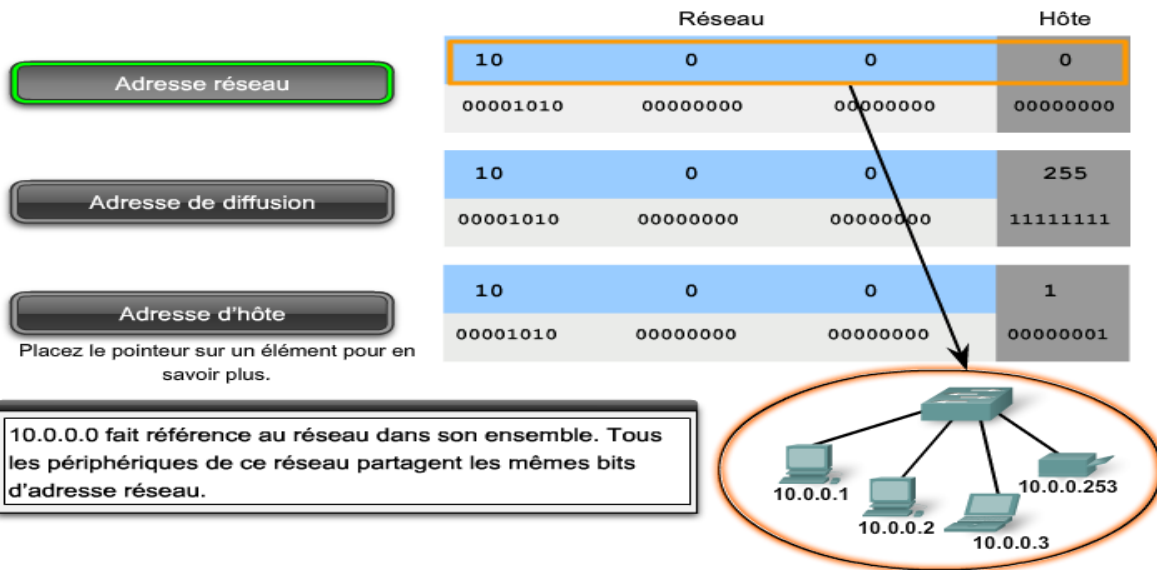 Réseau Hôte
Adresse réseau
10 0 0 0
00001010 00000000 00000000 00000000
Adresse de diffusion
10 0 0 255
00001010 00000000 00000000 11111111
Adresse d'hôte
10 0 0 1
00001010 00000000 00000000 00000001
Placez le pointeur sur un élément pour en
savoir plus.
10.0.0.0 fait référence au réseau dans son ensemble. Tous
les périphériques de ce réseau partagent les mêmes bits
d'adresse réseau.
10.0.0.1
10.0.0.2
10.0.0.3
10.0.0.253